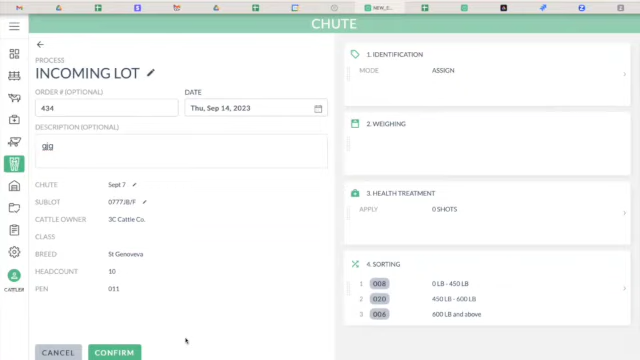 NEW_C...
CHUTE
PROCESS
INCOMING LOT
ORDER # (OPTIONAL)
DATE
434
Thu, Sep 14, 2023
DESCRIPTION (OPTIONAL)
gjg
CHUTE Sept 7
SUBLOT 0777JB/F
CATTLE OWNER 3C Cattle Co.
CLASS
BREED St Genoveva
HEADCOUNT 10
PEN 011
CANCEL
CONFIRM
CATTLER
1. IDENTIFICATION
MODE ASSIGN
2. WEIGHING
3. HEALTH TREATMENT
APPLY 0 SHOTS
4. SORTING
1 008 0 LB - 450 LB
2 020 450 LB - 600 LB
3 006 600 LB and above